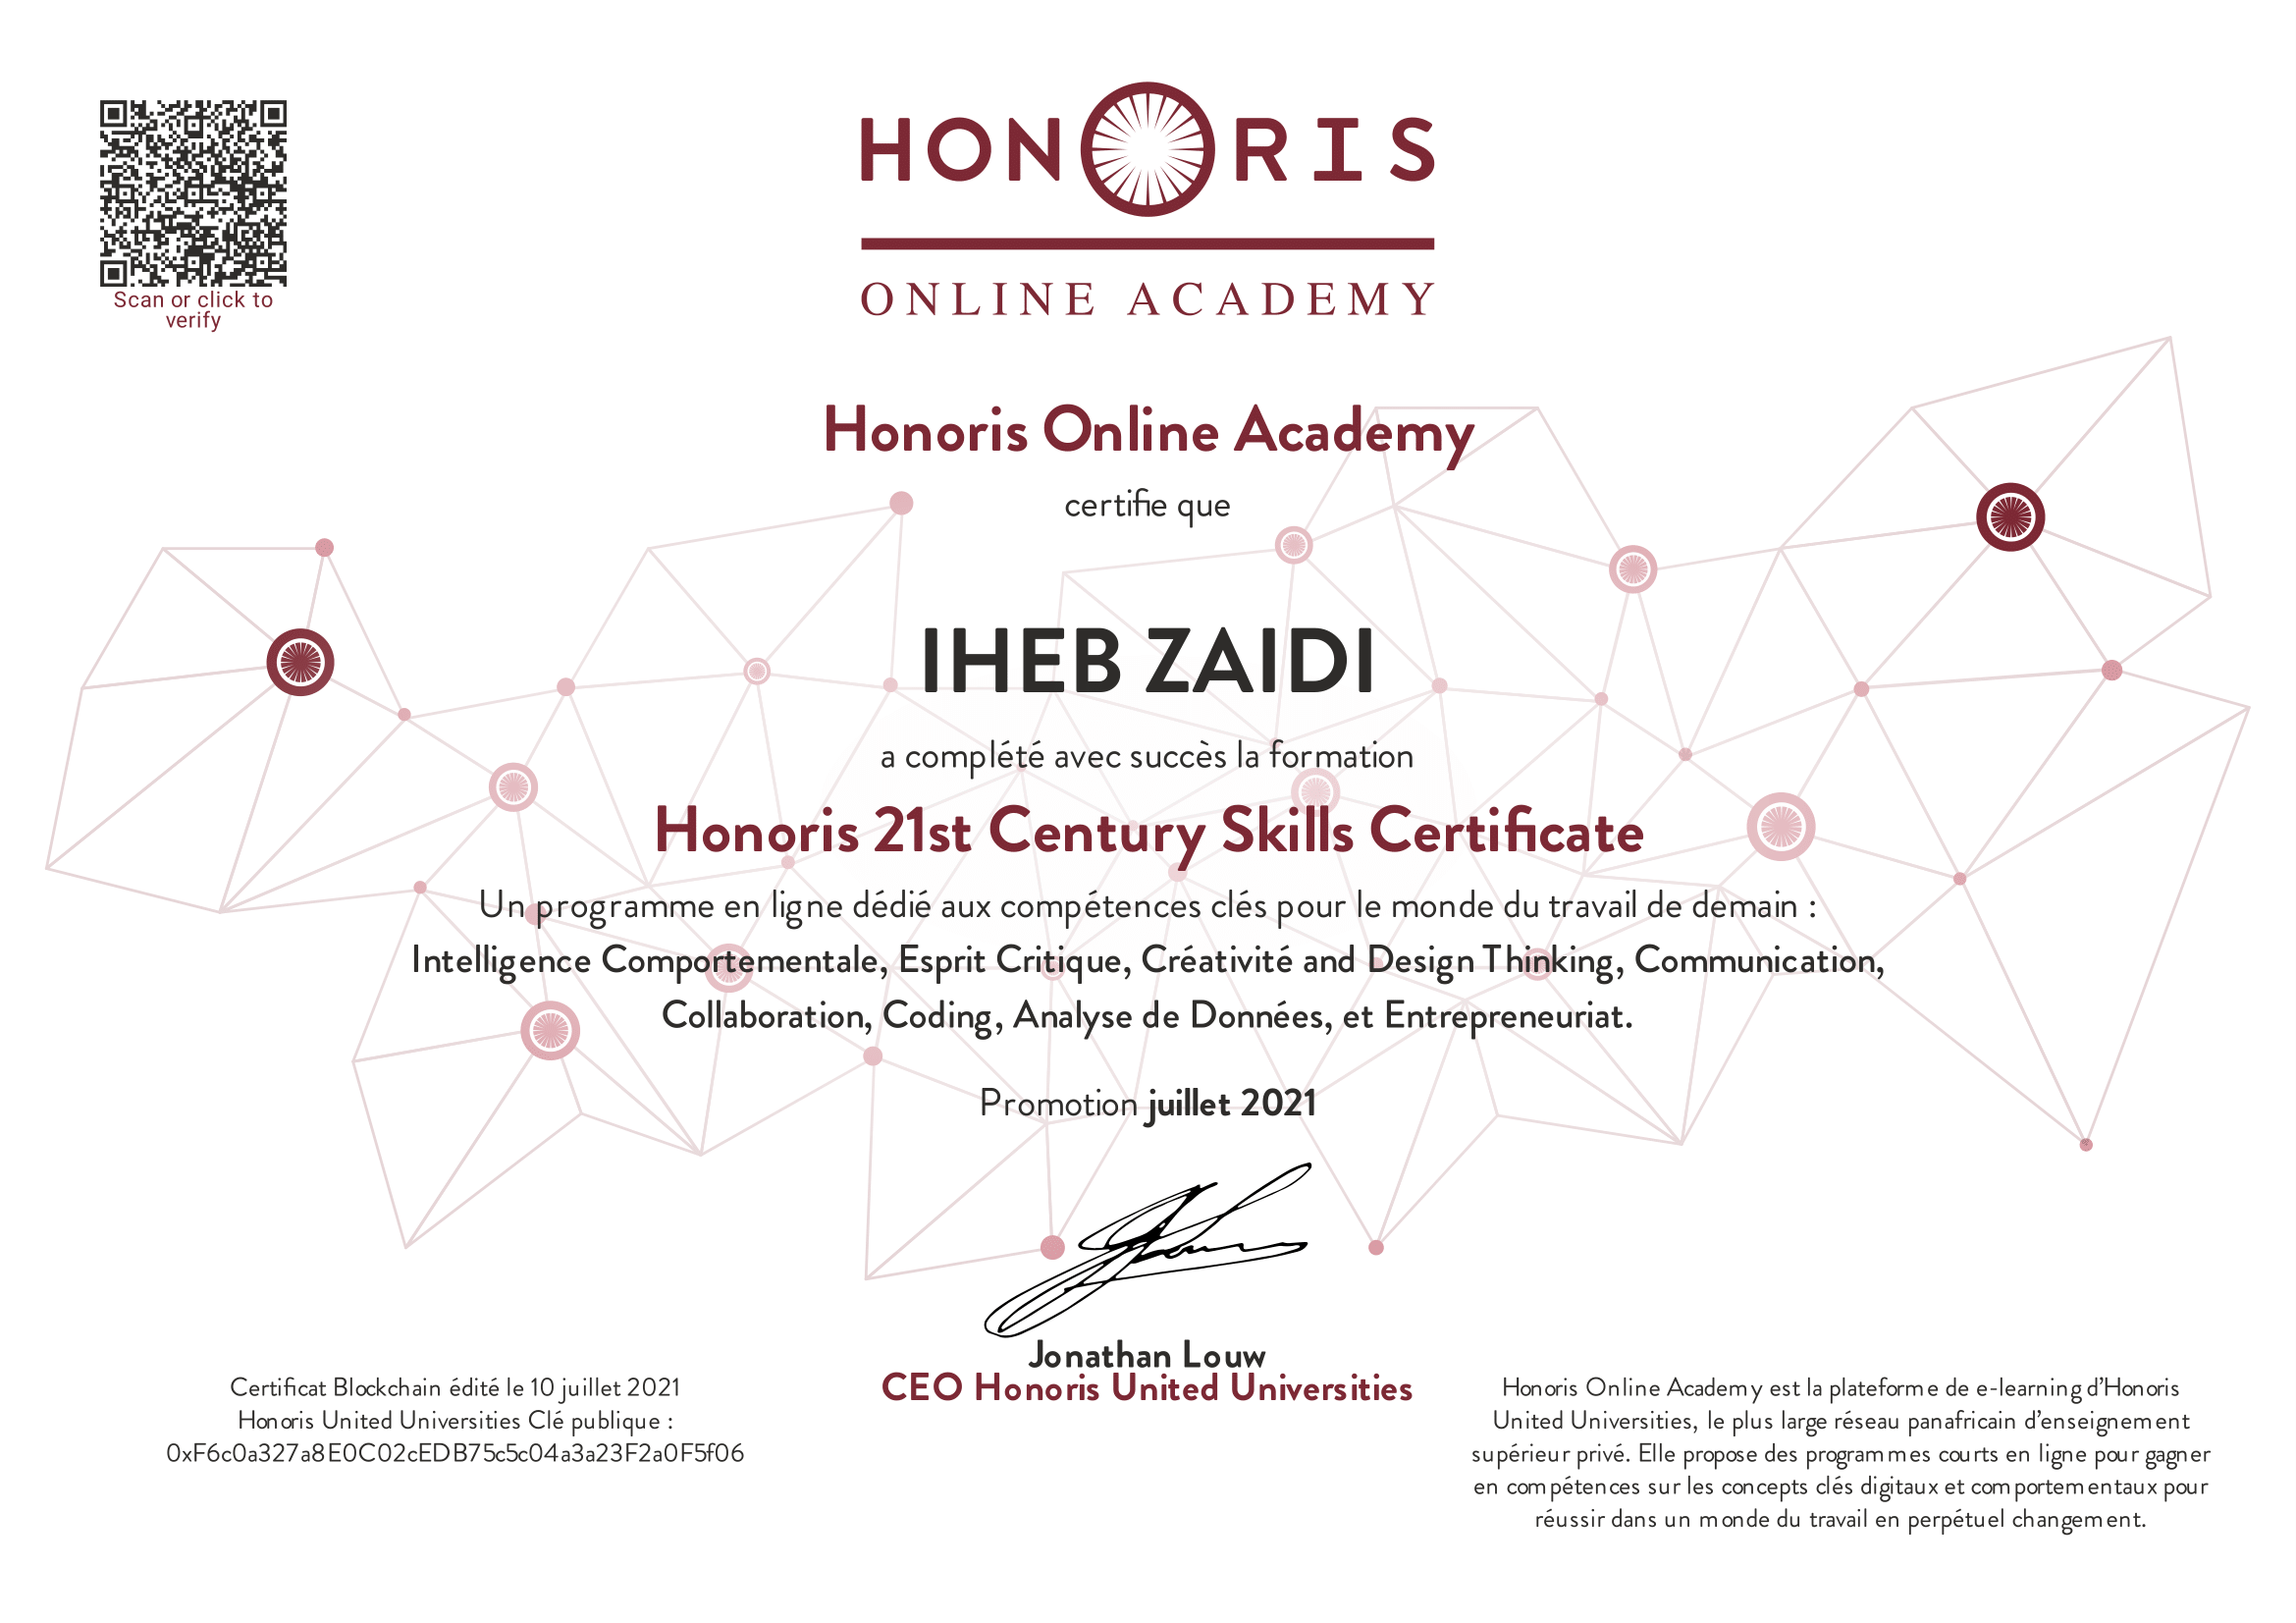 Scan or click to
verify
HONORIS
ONLINE ACADEMY
Honoris Online Academy
certifie que
IHEB ZAIDI
a complété avec succès la formation
Honoris 21st Century Skills Certificate
Un programme en ligne dédié aux compétences clés pour le monde du travail de demain :
Intelligence Comportementale, Esprit Critique, Créativité and Design Thinking, Communication,
Collaboration, Coding, Analyse de Données, et Entrepreneuriat.
Promotion juillet 2021
Jonathan Louw
CEO Honoris United Universities
Certificat Blockchain édité le 10 juillet 2021
Honoris United Universities Clé publique :
0xF6c0a327a8E0C02cEDB75c5c04a3a23F2a0F5f06
Honoris Online Academy est la plateforme de e-learning d'Honoris
United Universities, le plus large réseau panafricain d'enseignement
supérieur privé. Elle propose des programmes courts en ligne pour gagner
en compétences sur les concepts clés digitaux et comportementaux pour
réussir dans un monde du travail en perpétuel changement.